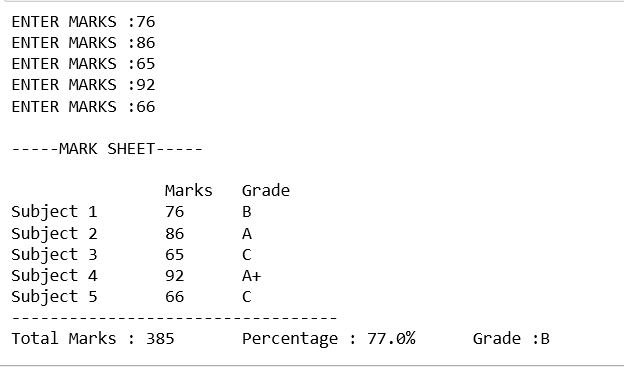 ENTER MARKS :76
ENTER MARKS :86
ENTER MARKS :65
ENTER MARKS :92
ENTER MARKS :66
-----MARK SHEET-----
Marks Grade
Subject 1 76 B
Subject 2 86 A
Subject 3 65 C
Subject 4 92 A+
Subject 5 66 C
----------------------------------
Total Marks : 385 Percentage : 77.0% Grade :B